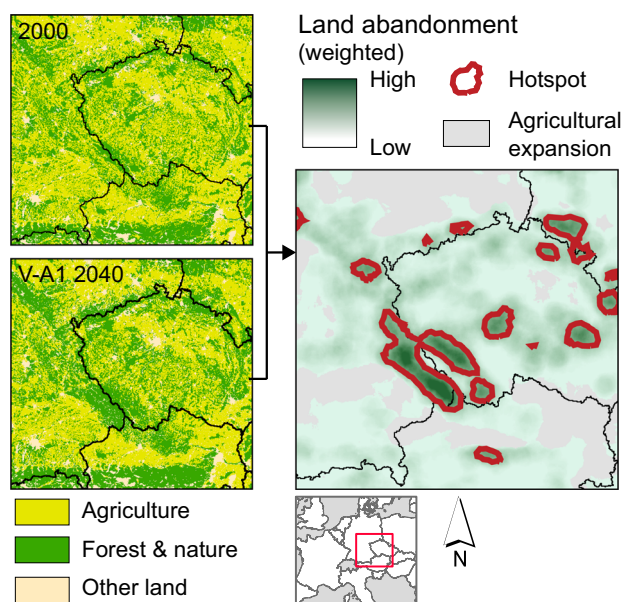 2000
V-A1 2040
Agriculture
Forest & nature
Other land
Land abandonment
(weighted)
High
Low
Hotspot
Agricultural
expansion
N